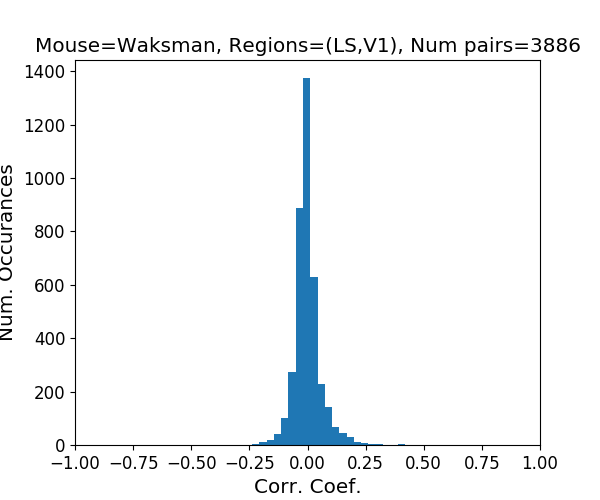 Mouse=Waksman, Regions=(LS,V1), Num pairs=3886
1400
1200
1000
800
600
400
200
0
Num. Occurances
−1.00 −0.75 −0.50 −0.25 0.00 0.25 0.50 0.75 1.00
Corr. Coef.